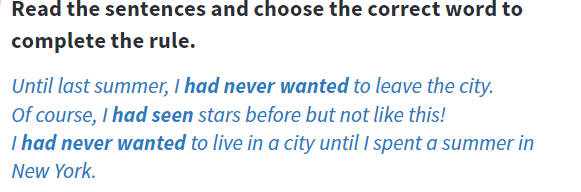 Read the sentences and choose the correct word to
complete the rule.
Until last summer, I had never wanted to leave the city.
Of course, I had seen stars before but not like this!
I had never wanted to live in a city until I spent a summer in
New York.